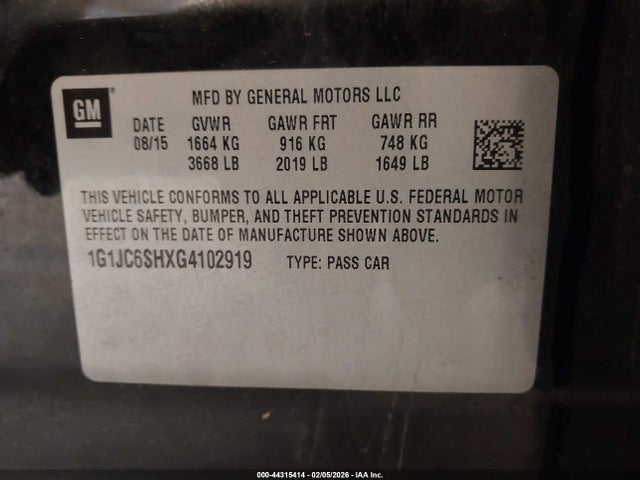 GM
MFD BY GENERAL MOTORS LLC
DATE GVWR GAWR FRT GAWR RR
08/15 1664 KG 916 KG 748 KG
3668 LB 2019 LB 1649 LB
THIS VEHICLE CONFORMS TO ALL APPLICABLE U.S. FEDERAL MOTOR
VEHICLE SAFETY, BUMPER, AND THEFT PREVENTION STANDARDS IN
EFFECT ON THE DATE OF MANUFACTURE SHOWN ABOVE.
1G1JC6SHXG4102919 TYPE: PASS CAR
000-44315414 - 02/05/2026 - IAA Inc.